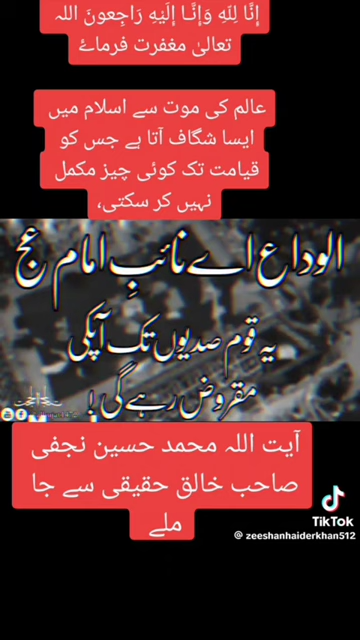 إِنَّا لِلَّهِ وَإِنَّـا إِلَيْهِ رَاجِعونَ اللہ
تعالیٰ مغفرت فرمائے
عالم کی موت سے اسلام میں
ایسا شگاف آتا ہے جس کو
قیامت تک کوئی چیز مکمل
نہیں کر سکتی،
الوداع اے نائبِ امام عج
یہ قوم صدیوں تک آپکی
مقروض رہے گی !
آیت اللہ محمد حسین نجفی
صاحب خالق حقیقی سے جا
ملے
TikTok
@ zeeshanhaiderkhan512